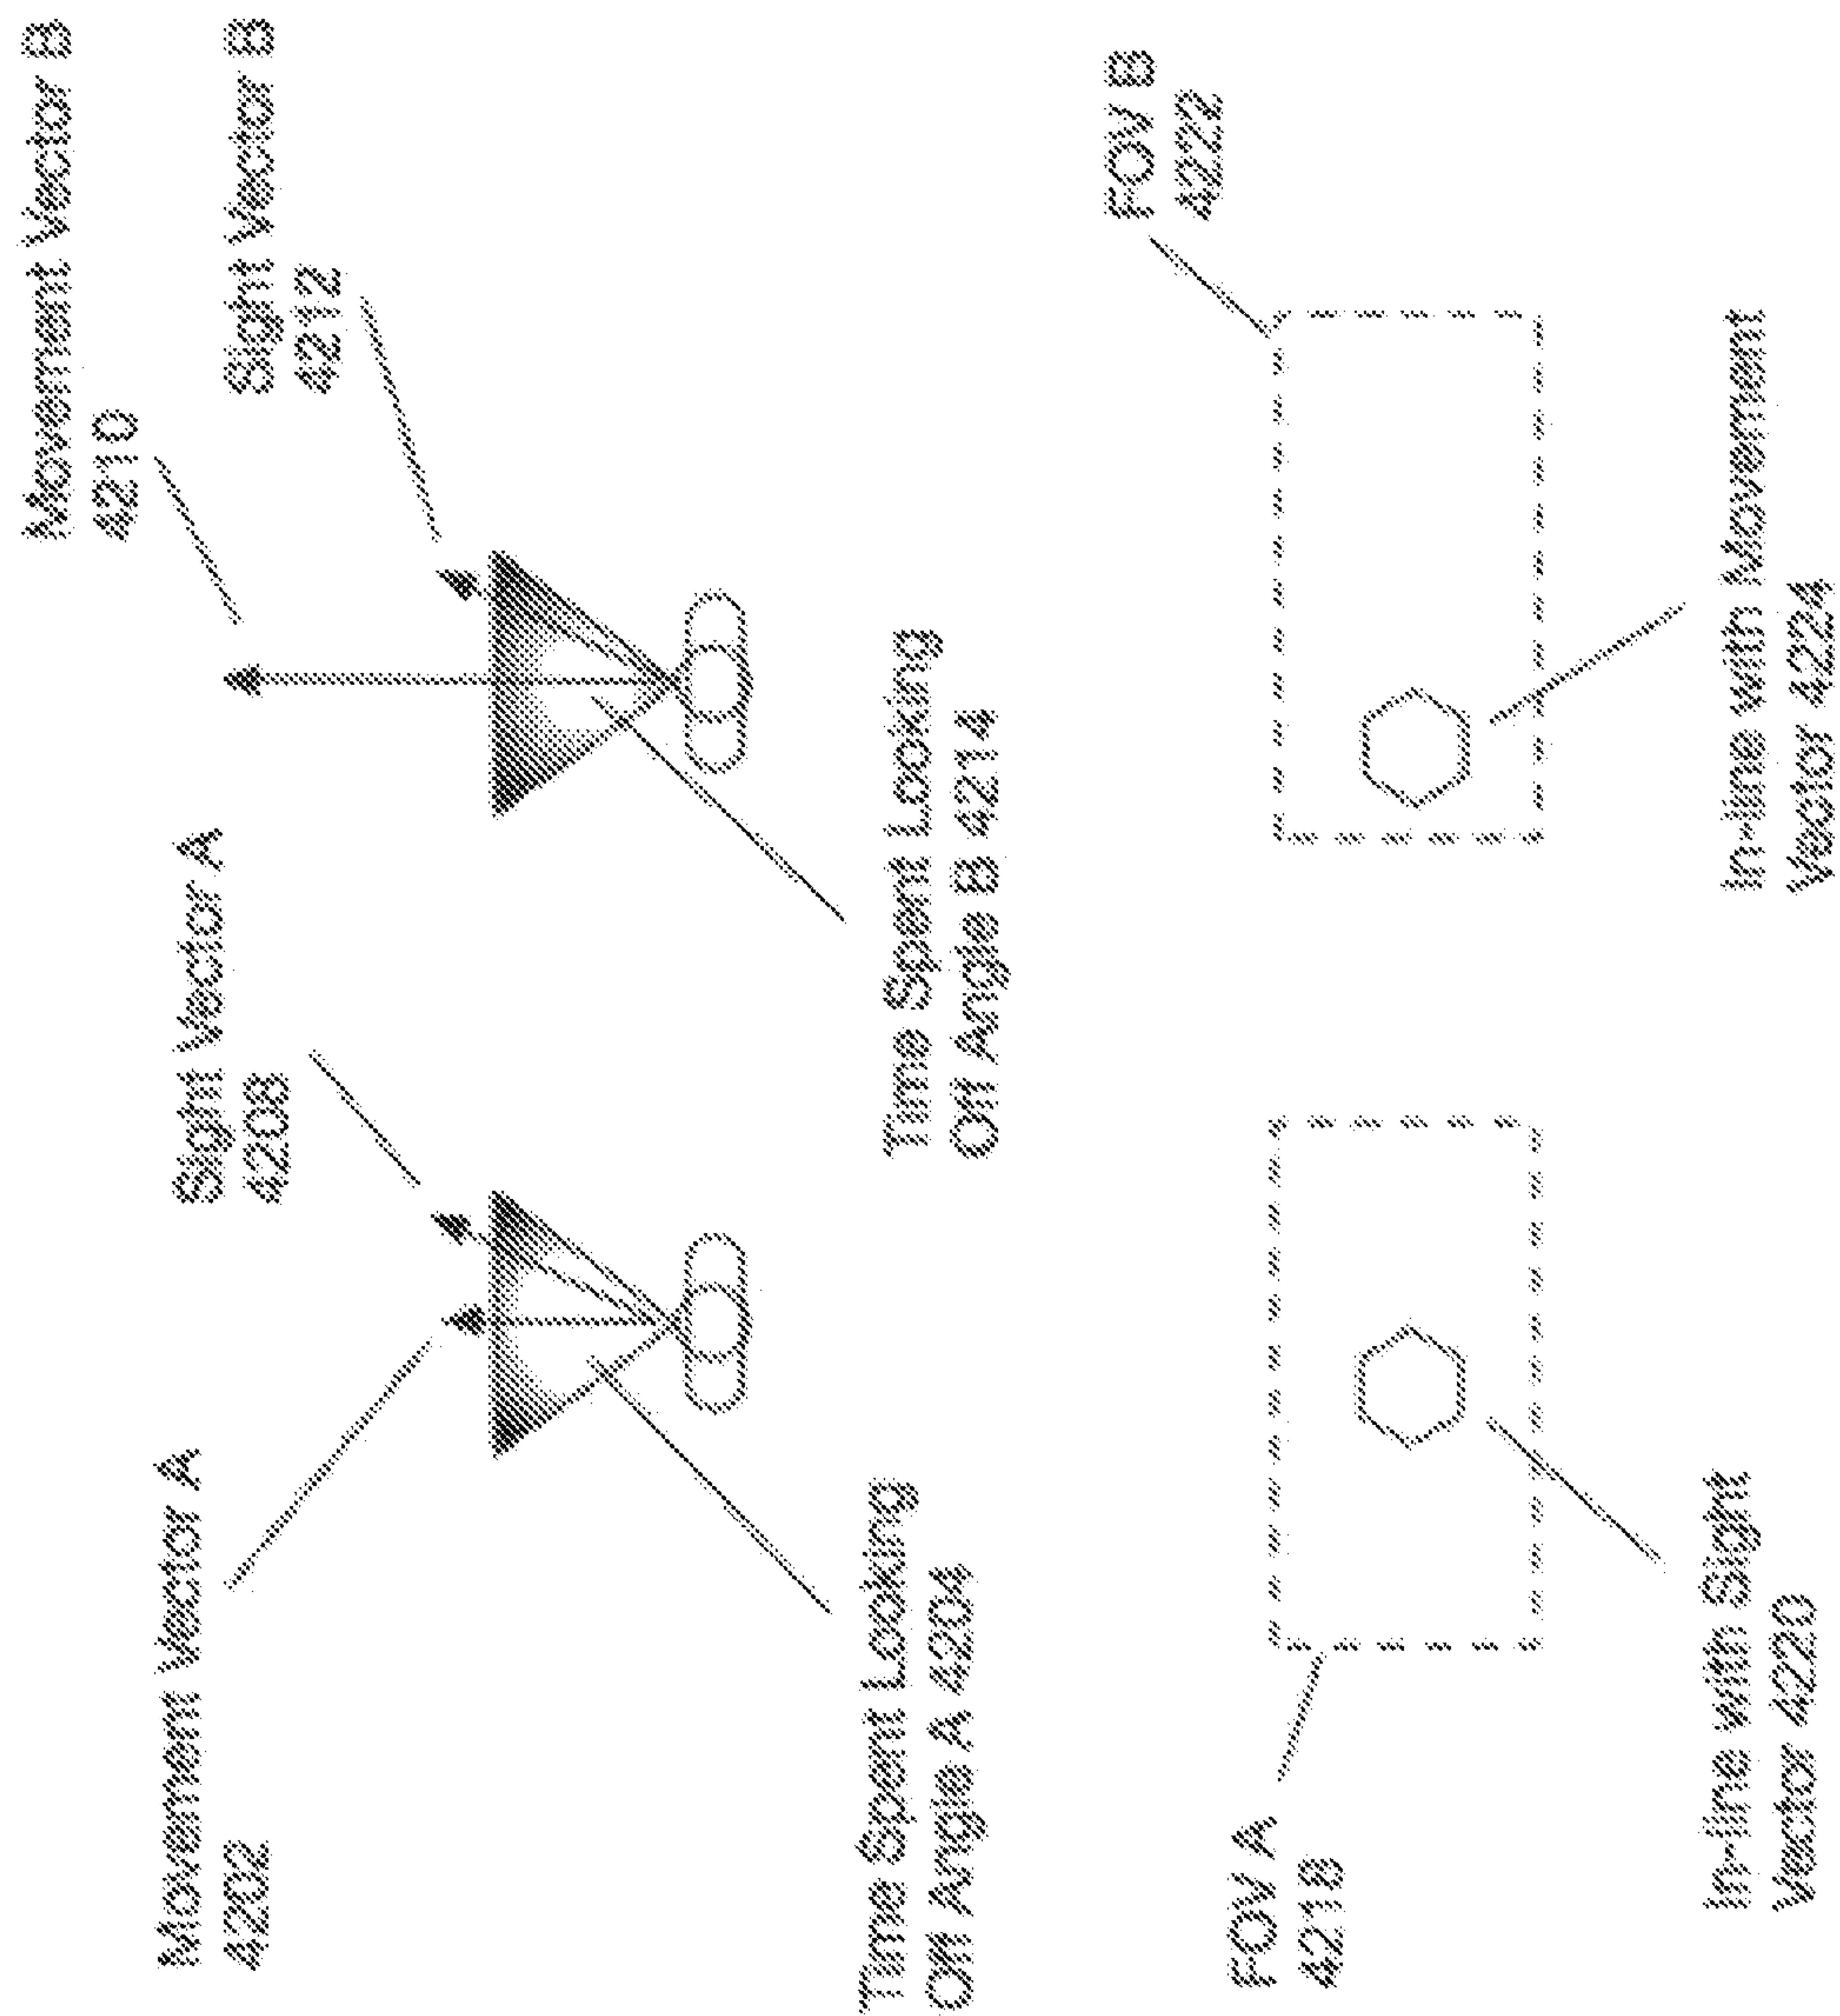 Movement Vector A
4202
Sight Vector A
4208
Movement Vector B
4210
Sight Vector B
4212
Time Spent Looking
Off Angle A 4204
Time Spent Looking
Off Angle B 4214
FOV A
4218
FOV B
4222
In-line with Sight
Vector 4220
In-line with Movement
Vector 4224